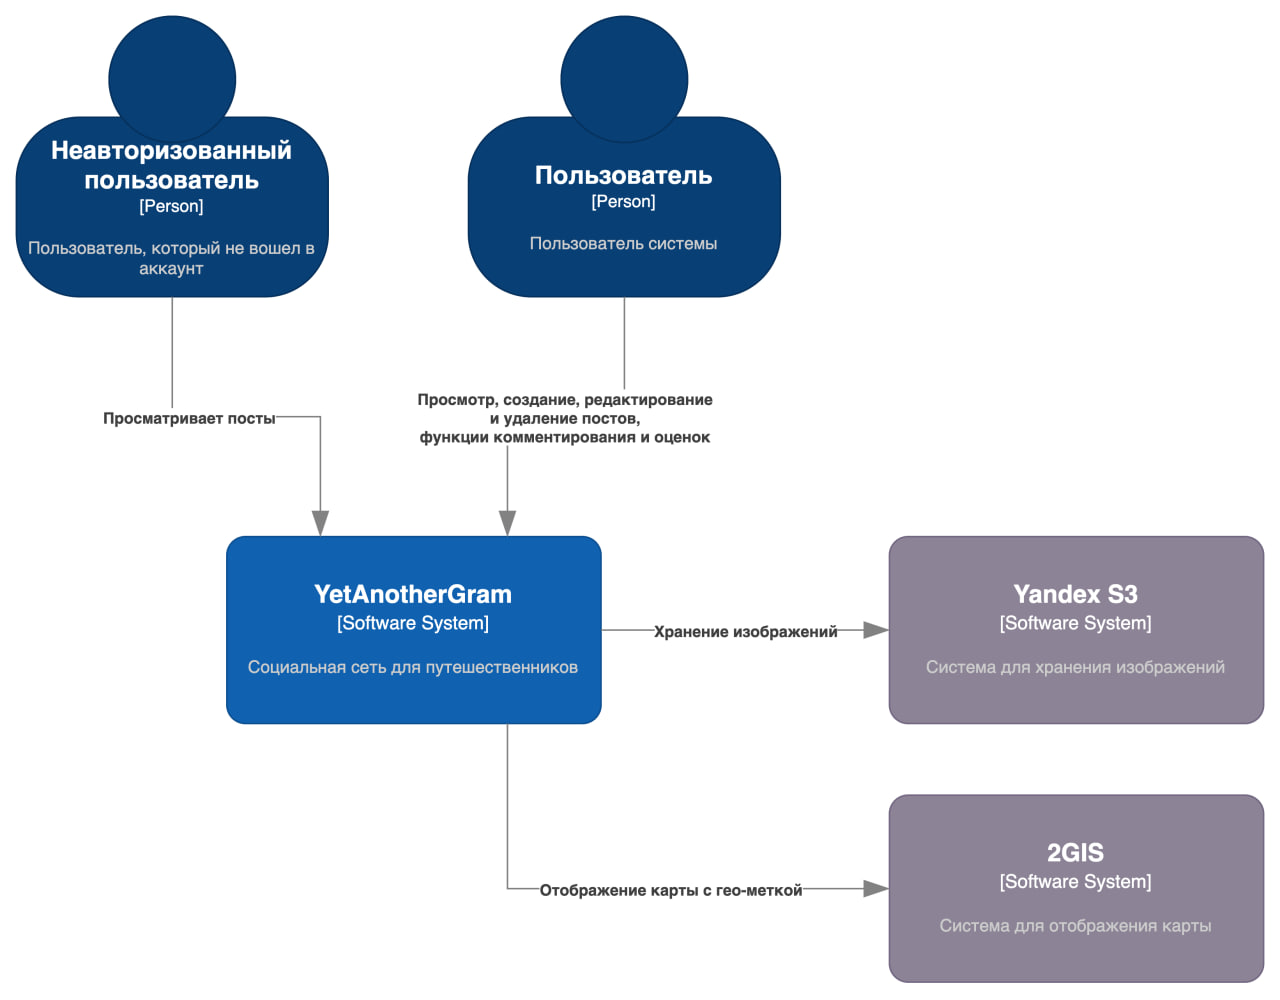 Неавторизованный
пользователь
[Person]
Пользователь, который не вошел в
аккаунт
Пользователь
[Person]
Пользователь системы
Просматривает посты
Просмотр, создание, редактирование
и удаление постов,
функции комментирования и оценок
YetAnotherGram
[Software System]
Социальная сеть для путешественников
Хранение изображений
Yandex S3
[Software System]
Система для хранения изображений
Отображение карты с гео-меткой
2GIS
[Software System]
Система для отображения карты